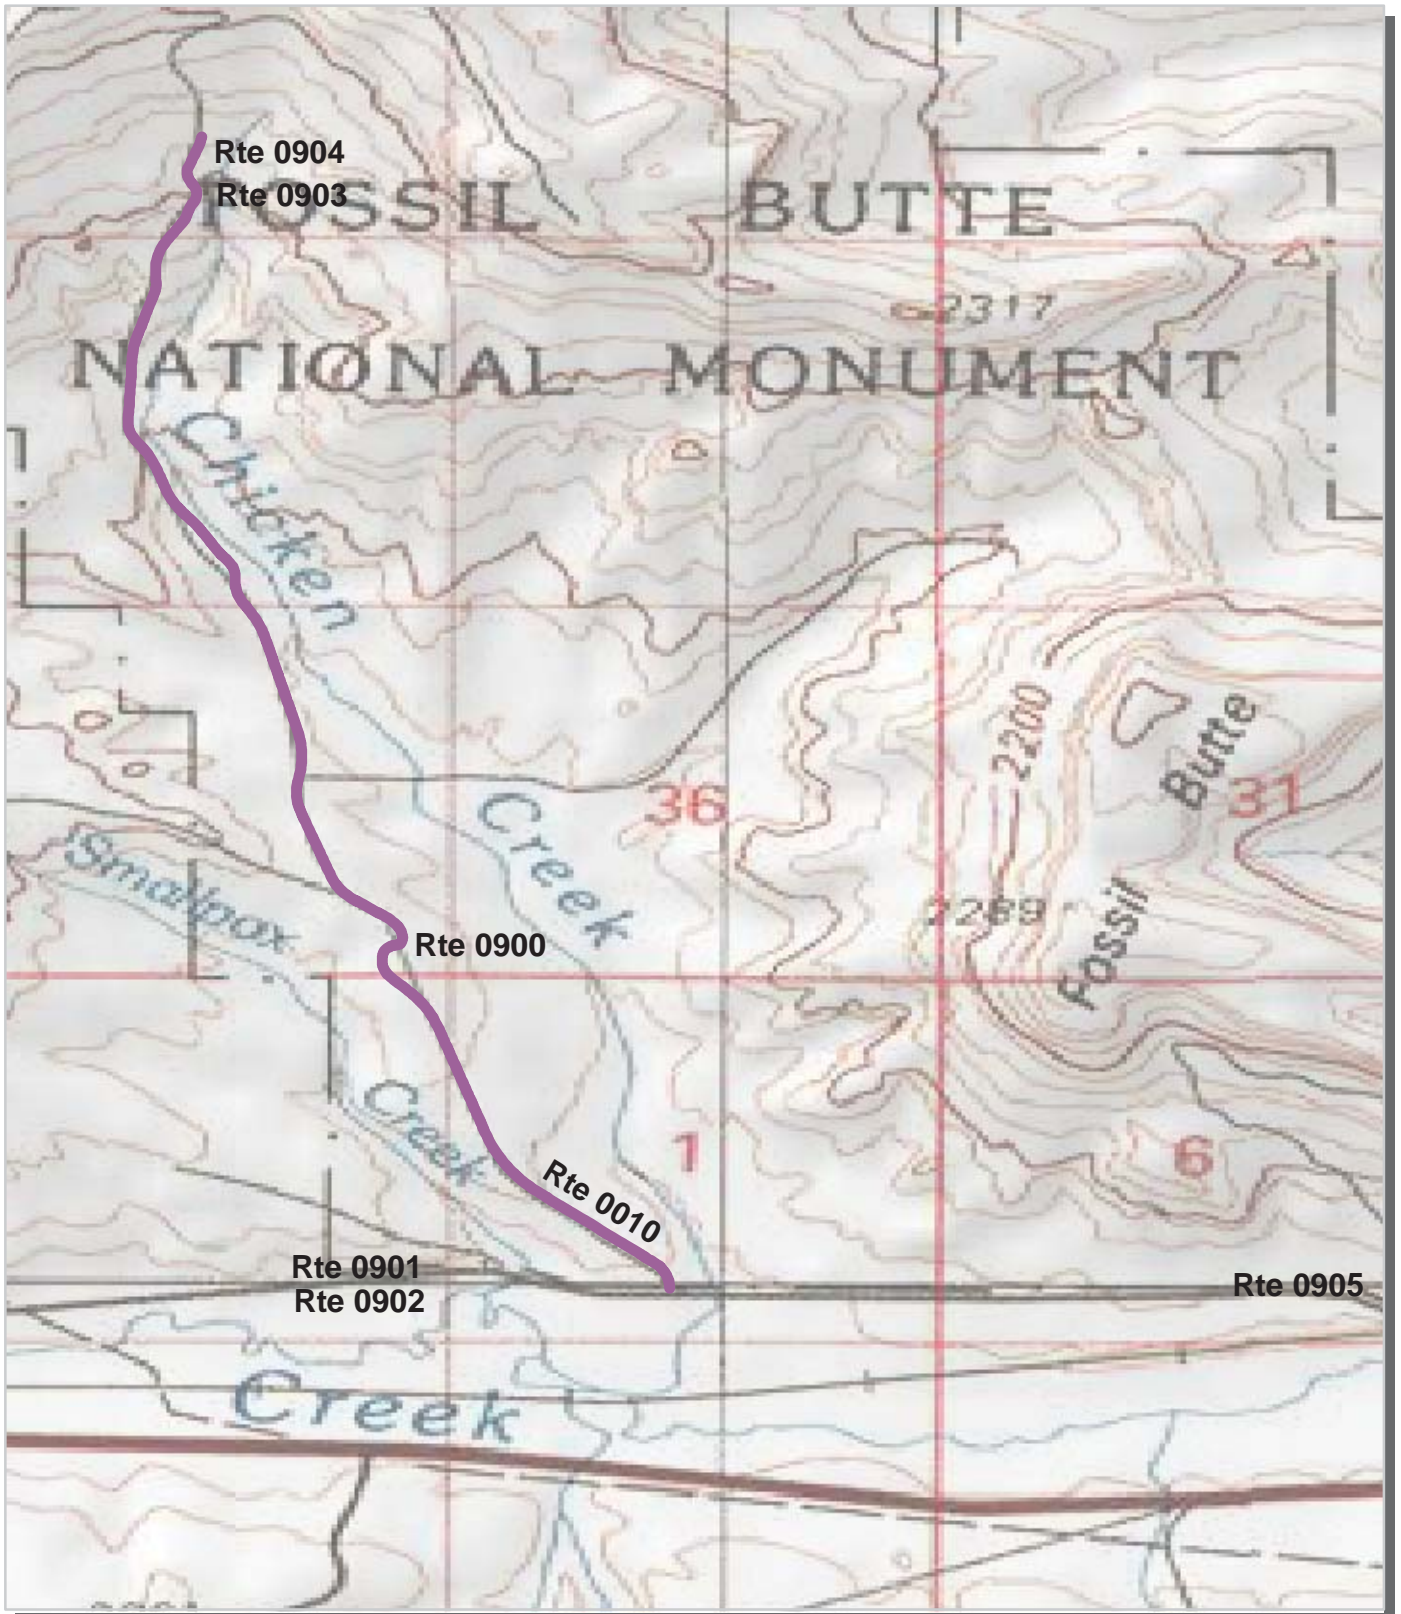 Rte 0904
Rte 0903
FOSSIL BUTTE
2317
NATIONAL MONUMENT
Chicken
Creek
2200
Butte
36
31
Smallpox
2289
Fossil
Rte 0900
Creek
1
6
Rte 0010
Rte 0901
Rte 0902
Rte 0905
Creek